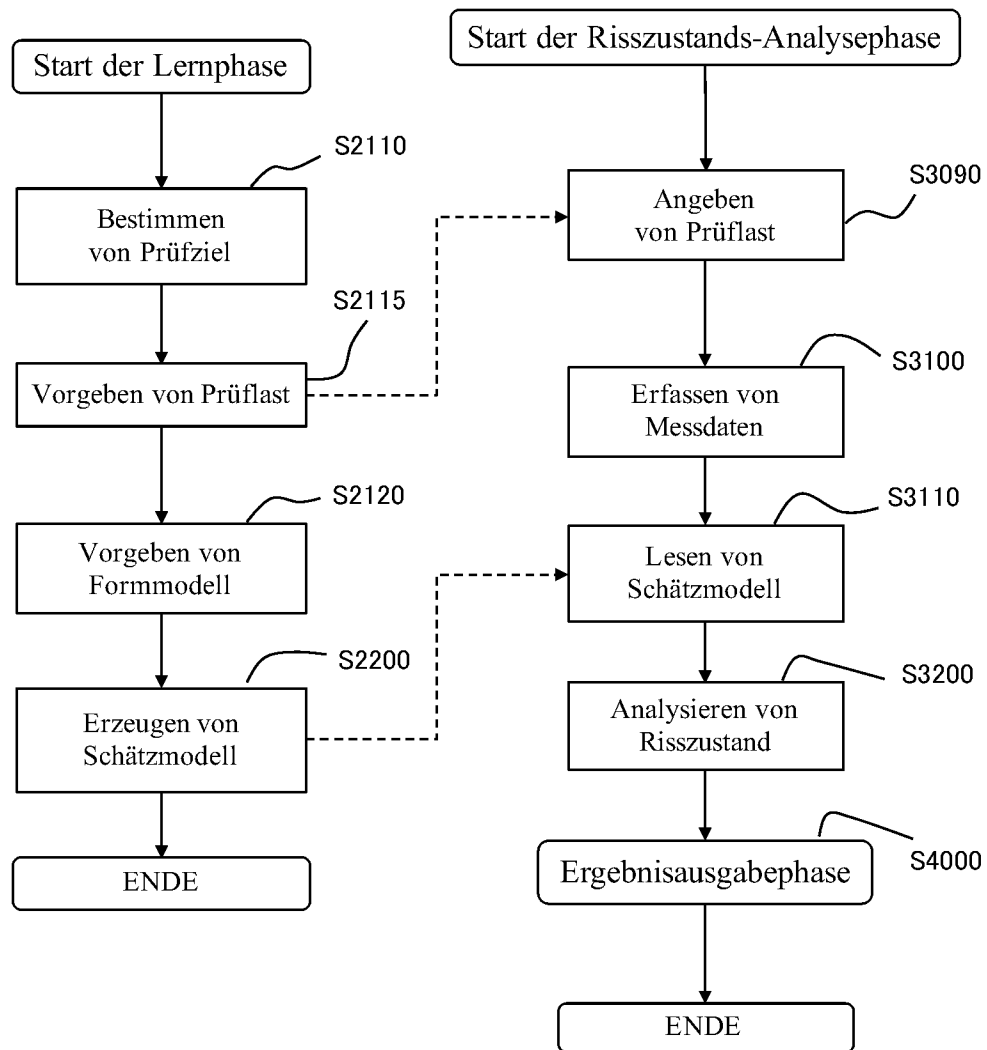 Start der Lernphase
S2110
Bestimmen
von Prüfziel
S2115
Vorgeben von Prüflast
S2120
Vorgeben von
Formmodell
S2200
Erzeugen von
Schätzmodell
ENDE
Start der Risszustands-Analysephase
S3090
Angeben
von Prüflast
S3100
Erfassen von
Messdaten
S3110
Lesen von
Schätzmodell
S3200
Analysieren von
Risszustand
S4000
Ergebnisausgabephase
ENDE